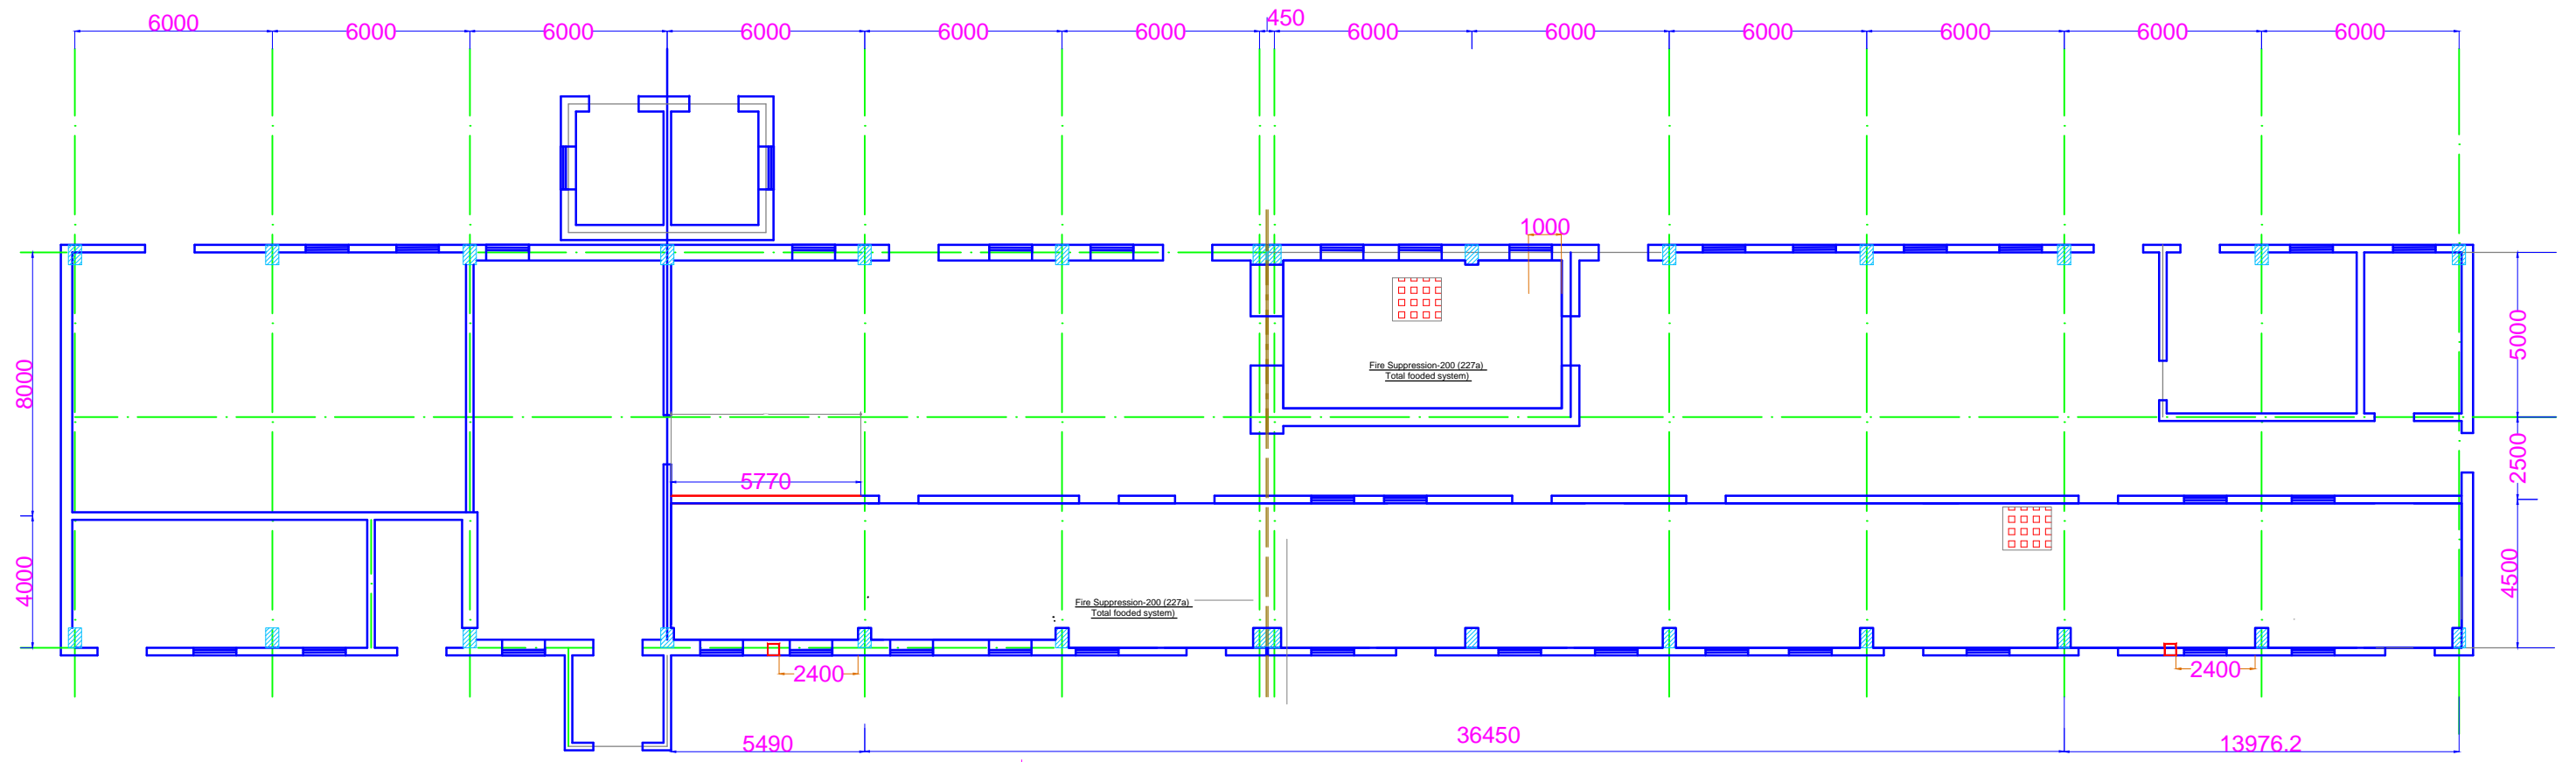 6000 6000 6000 6000 6000 6000 450 6000 6000 6000 6000 6000 6000
1000
8000
5000
Fire Suppression-200 (227a)
Total fooded system)
2500
5770
4000
4500
Fire Suppression-200 (227a)
Total fooded system)
2400 2400
5490 36450 13976.2